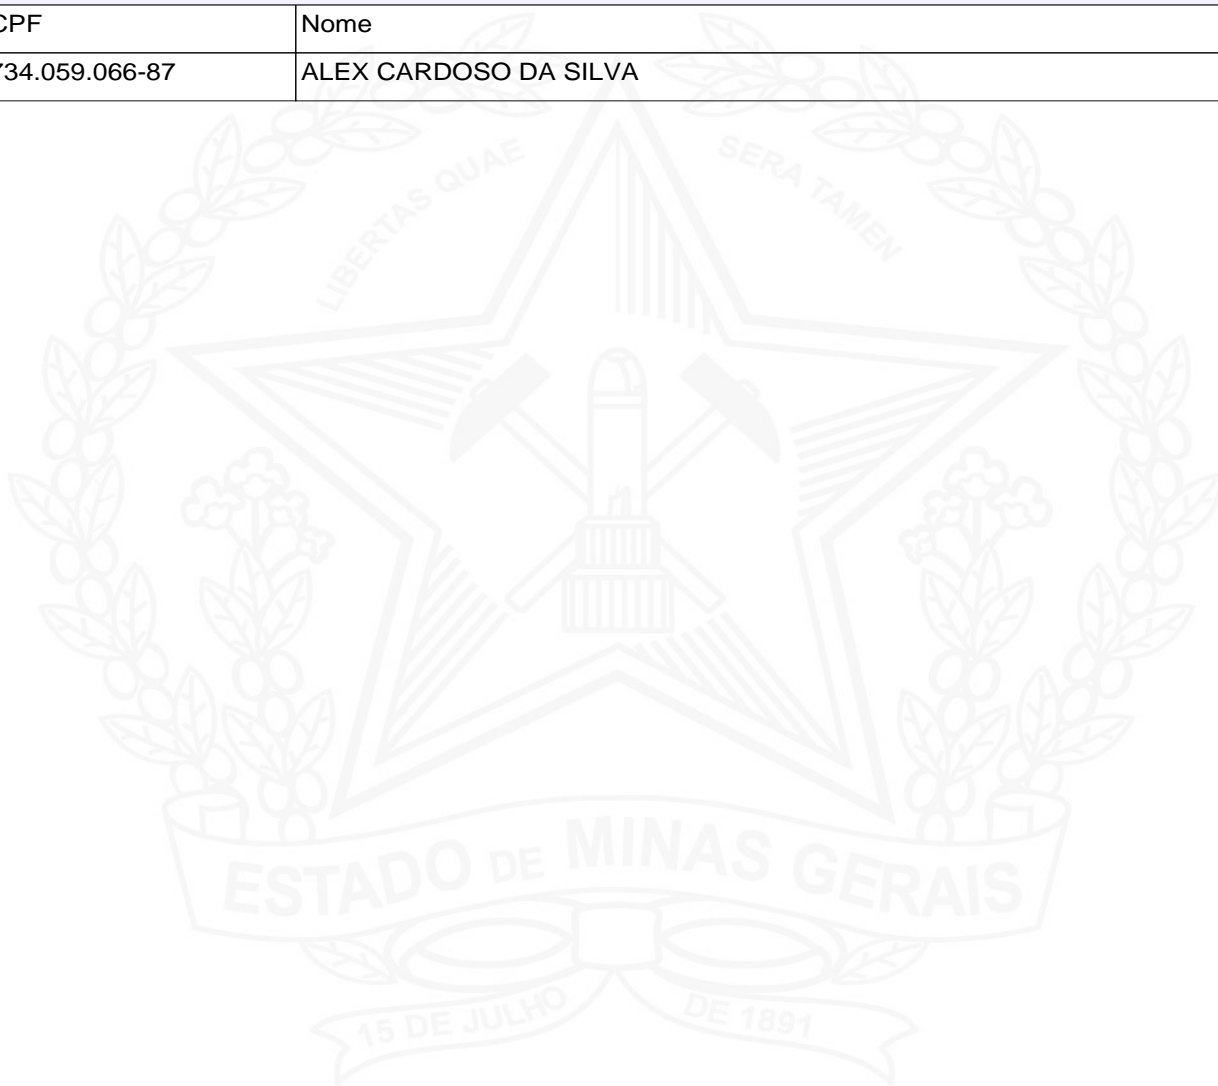 CPF Nome
734.059.066-87 ALEX CARDOSO DA SILVA
LIBERTAS QUAE SERA TAMEN
ESTADO DE MINAS GERAIS
15 DE JULHO DE 1891